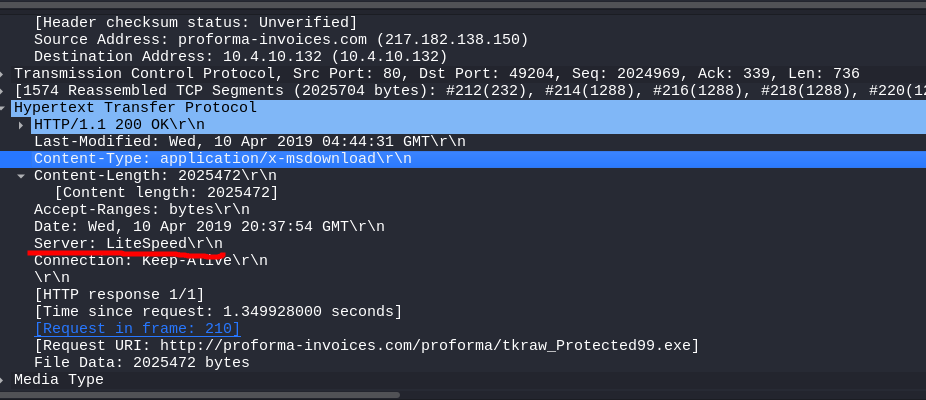 [Header checksum status: Unverified]
Source Address: proforma-invoices.com (217.182.138.150)
Destination Address: 10.4.10.132 (10.4.10.132)
Transmission Control Protocol, Src Port: 80, Dst Port: 49204, Seq: 2024969, Ack: 339, Len: 736
[1574 Reassembled TCP Segments (2025704 bytes): #212(232), #214(1288), #216(1288), #218(1288), #220(12
Hypertext Transfer Protocol
HTTP/1.1 200 OK\r\n
Last-Modified: Wed, 10 Apr 2019 04:44:31 GMT\r\n
Content-Type: application/x-msdownload\r\n
Content-Length: 2025472\r\n
[Content length: 2025472]
Accept-Ranges: bytes\r\n
Date: Wed, 10 Apr 2019 20:37:54 GMT\r\n
Server: LiteSpeed\r\n
Connection: Keep-Alive\r\n
\r\n
[HTTP response 1/1]
[Time since request: 1.349928000 seconds]
[Request in frame: 210]
[Request URI: http://proforma-invoices.com/proforma/tkraw_Protected99.exe]
File Data: 2025472 bytes
Media Type